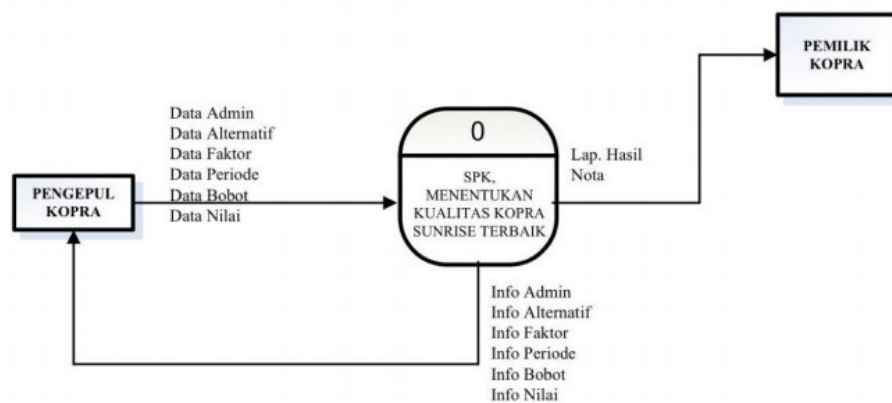 PEMILIK
KOPRA
Data Admin
Data Alternatif
Data Faktor
Data Periode
Data Bobot
Data Nilai
PENGEPUL
KOPRA
0
SPK,
MENENTUKAN
KUALITAS KOPRA
SUNRISE TERBAIK
Lap. Hasil
Nota
Info Admin
Info Alternatif
Info Faktor
Info Periode
Info Bobot
Info Nilai